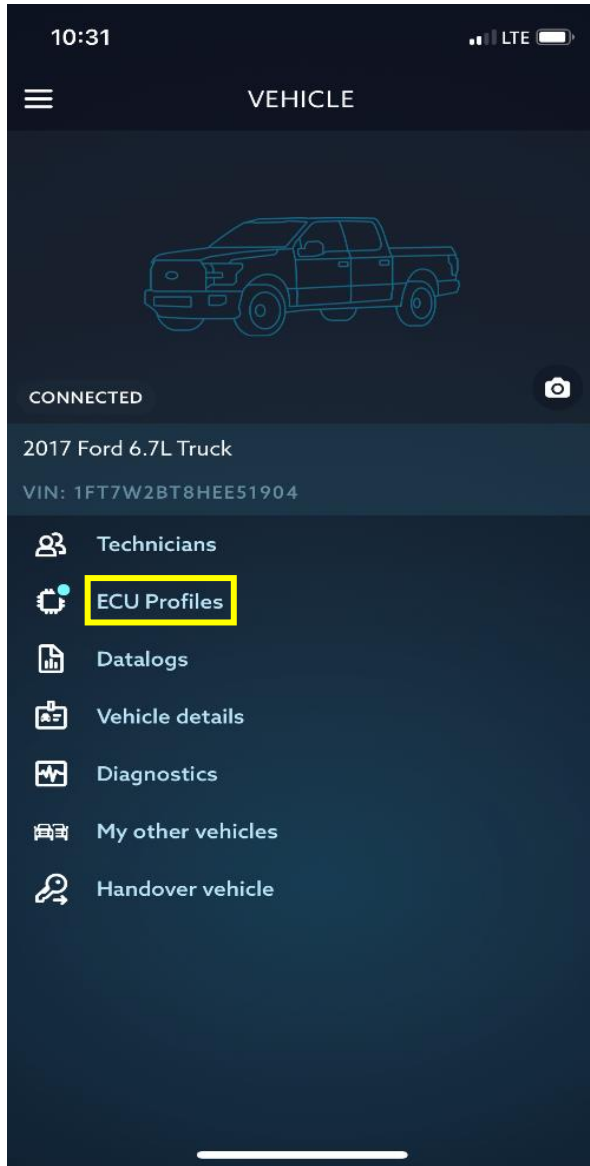 10:31 LTE
VEHICLE
CONNECTED
2017 Ford 6.7L Truck
VIN: 1FT7W2BT8HEE51904
Technicians
ECU Profiles
Datalogs
Vehicle details
Diagnostics
My other vehicles
Handover vehicle